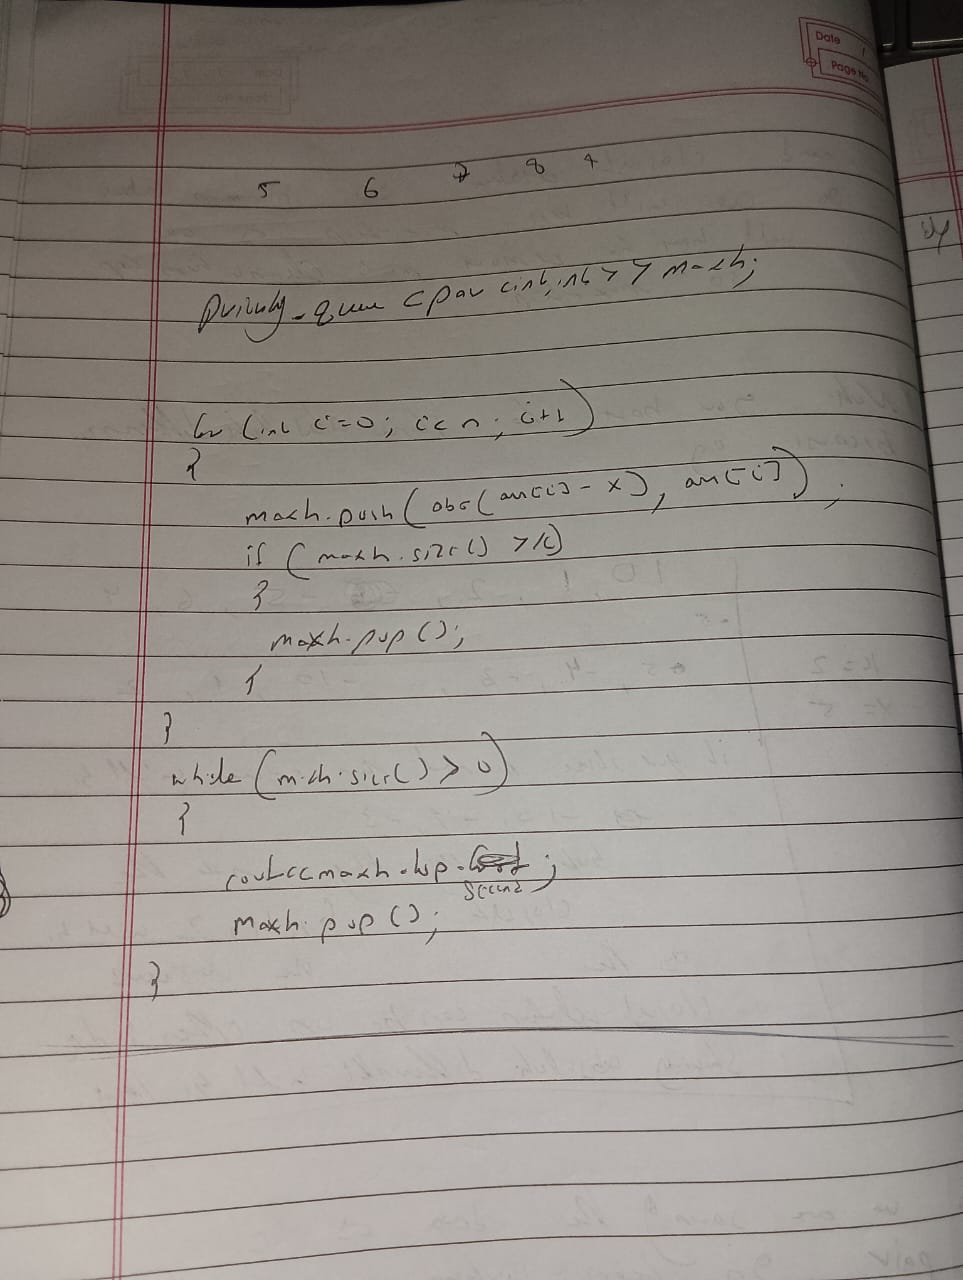 Date /
Page No
5 6 7 8 9
Priority_queue <pair <int,int> > maxh;
for (int i=0; i<n; i++)
{
maxh.push(abs(arr[i]-x), arr[i]);
if (maxh.size() >k)
}
maxh.pop();
{
}
while (maxh.size() > 0)
{
cout<<maxh.top.second;
maxh.pop();
}